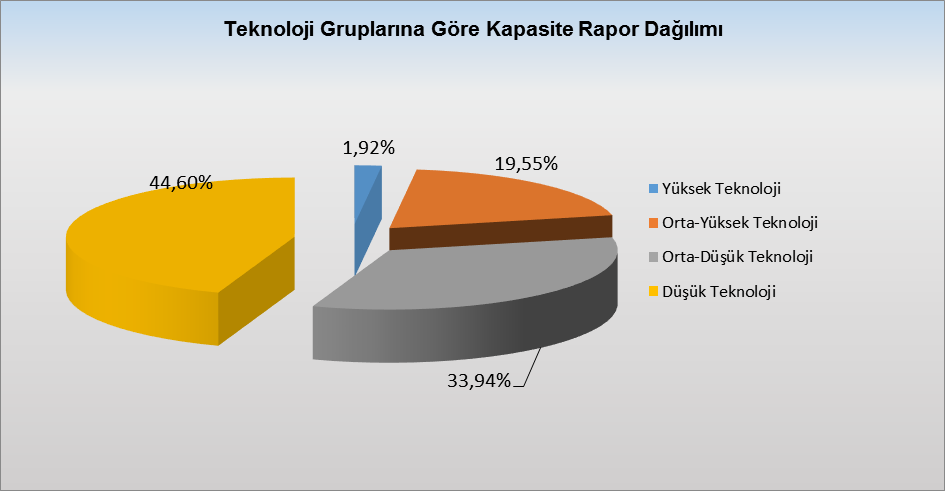 Teknoloji Gruplarına Göre Kapasite Rapor Dağılımı
1,92%
19,55%
44,60%
33,94%
Yüksek Teknoloji
Orta-Yüksek Teknoloji
Orta-Düşük Teknoloji
Düşük Teknoloji